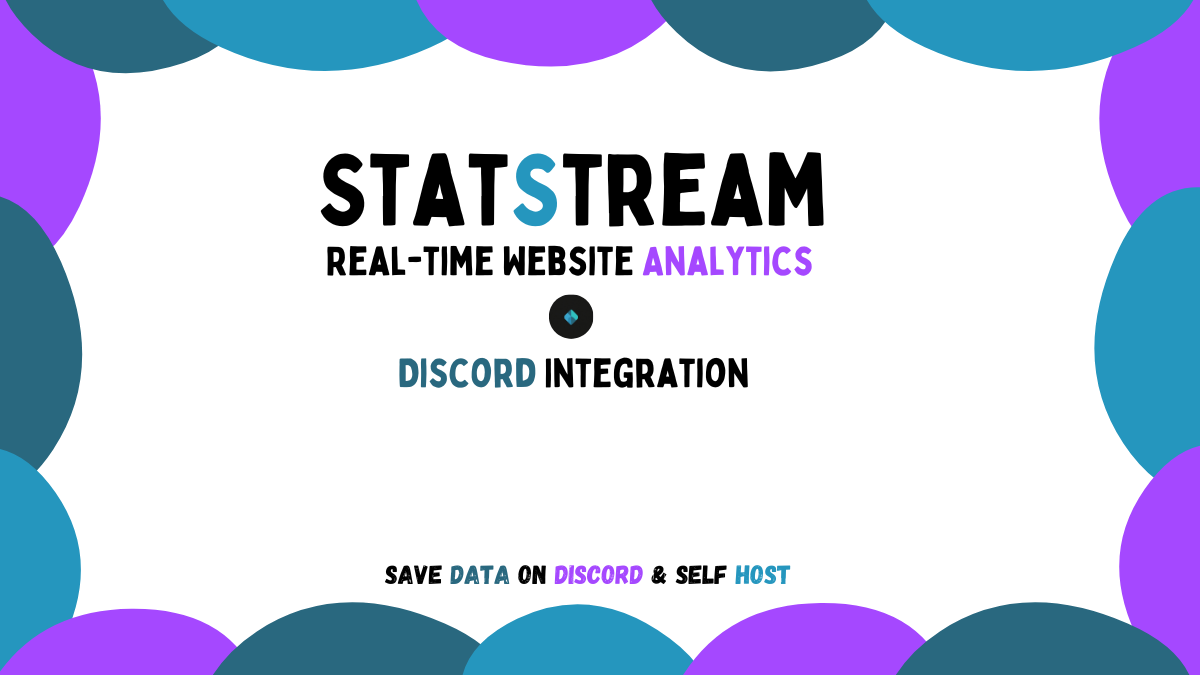 STATSTREAM
REAL-TIME WEBSITE ANALYTICS
DISCORD INTEGRATION
SAVE DATA ON DISCORD & SELF HOST